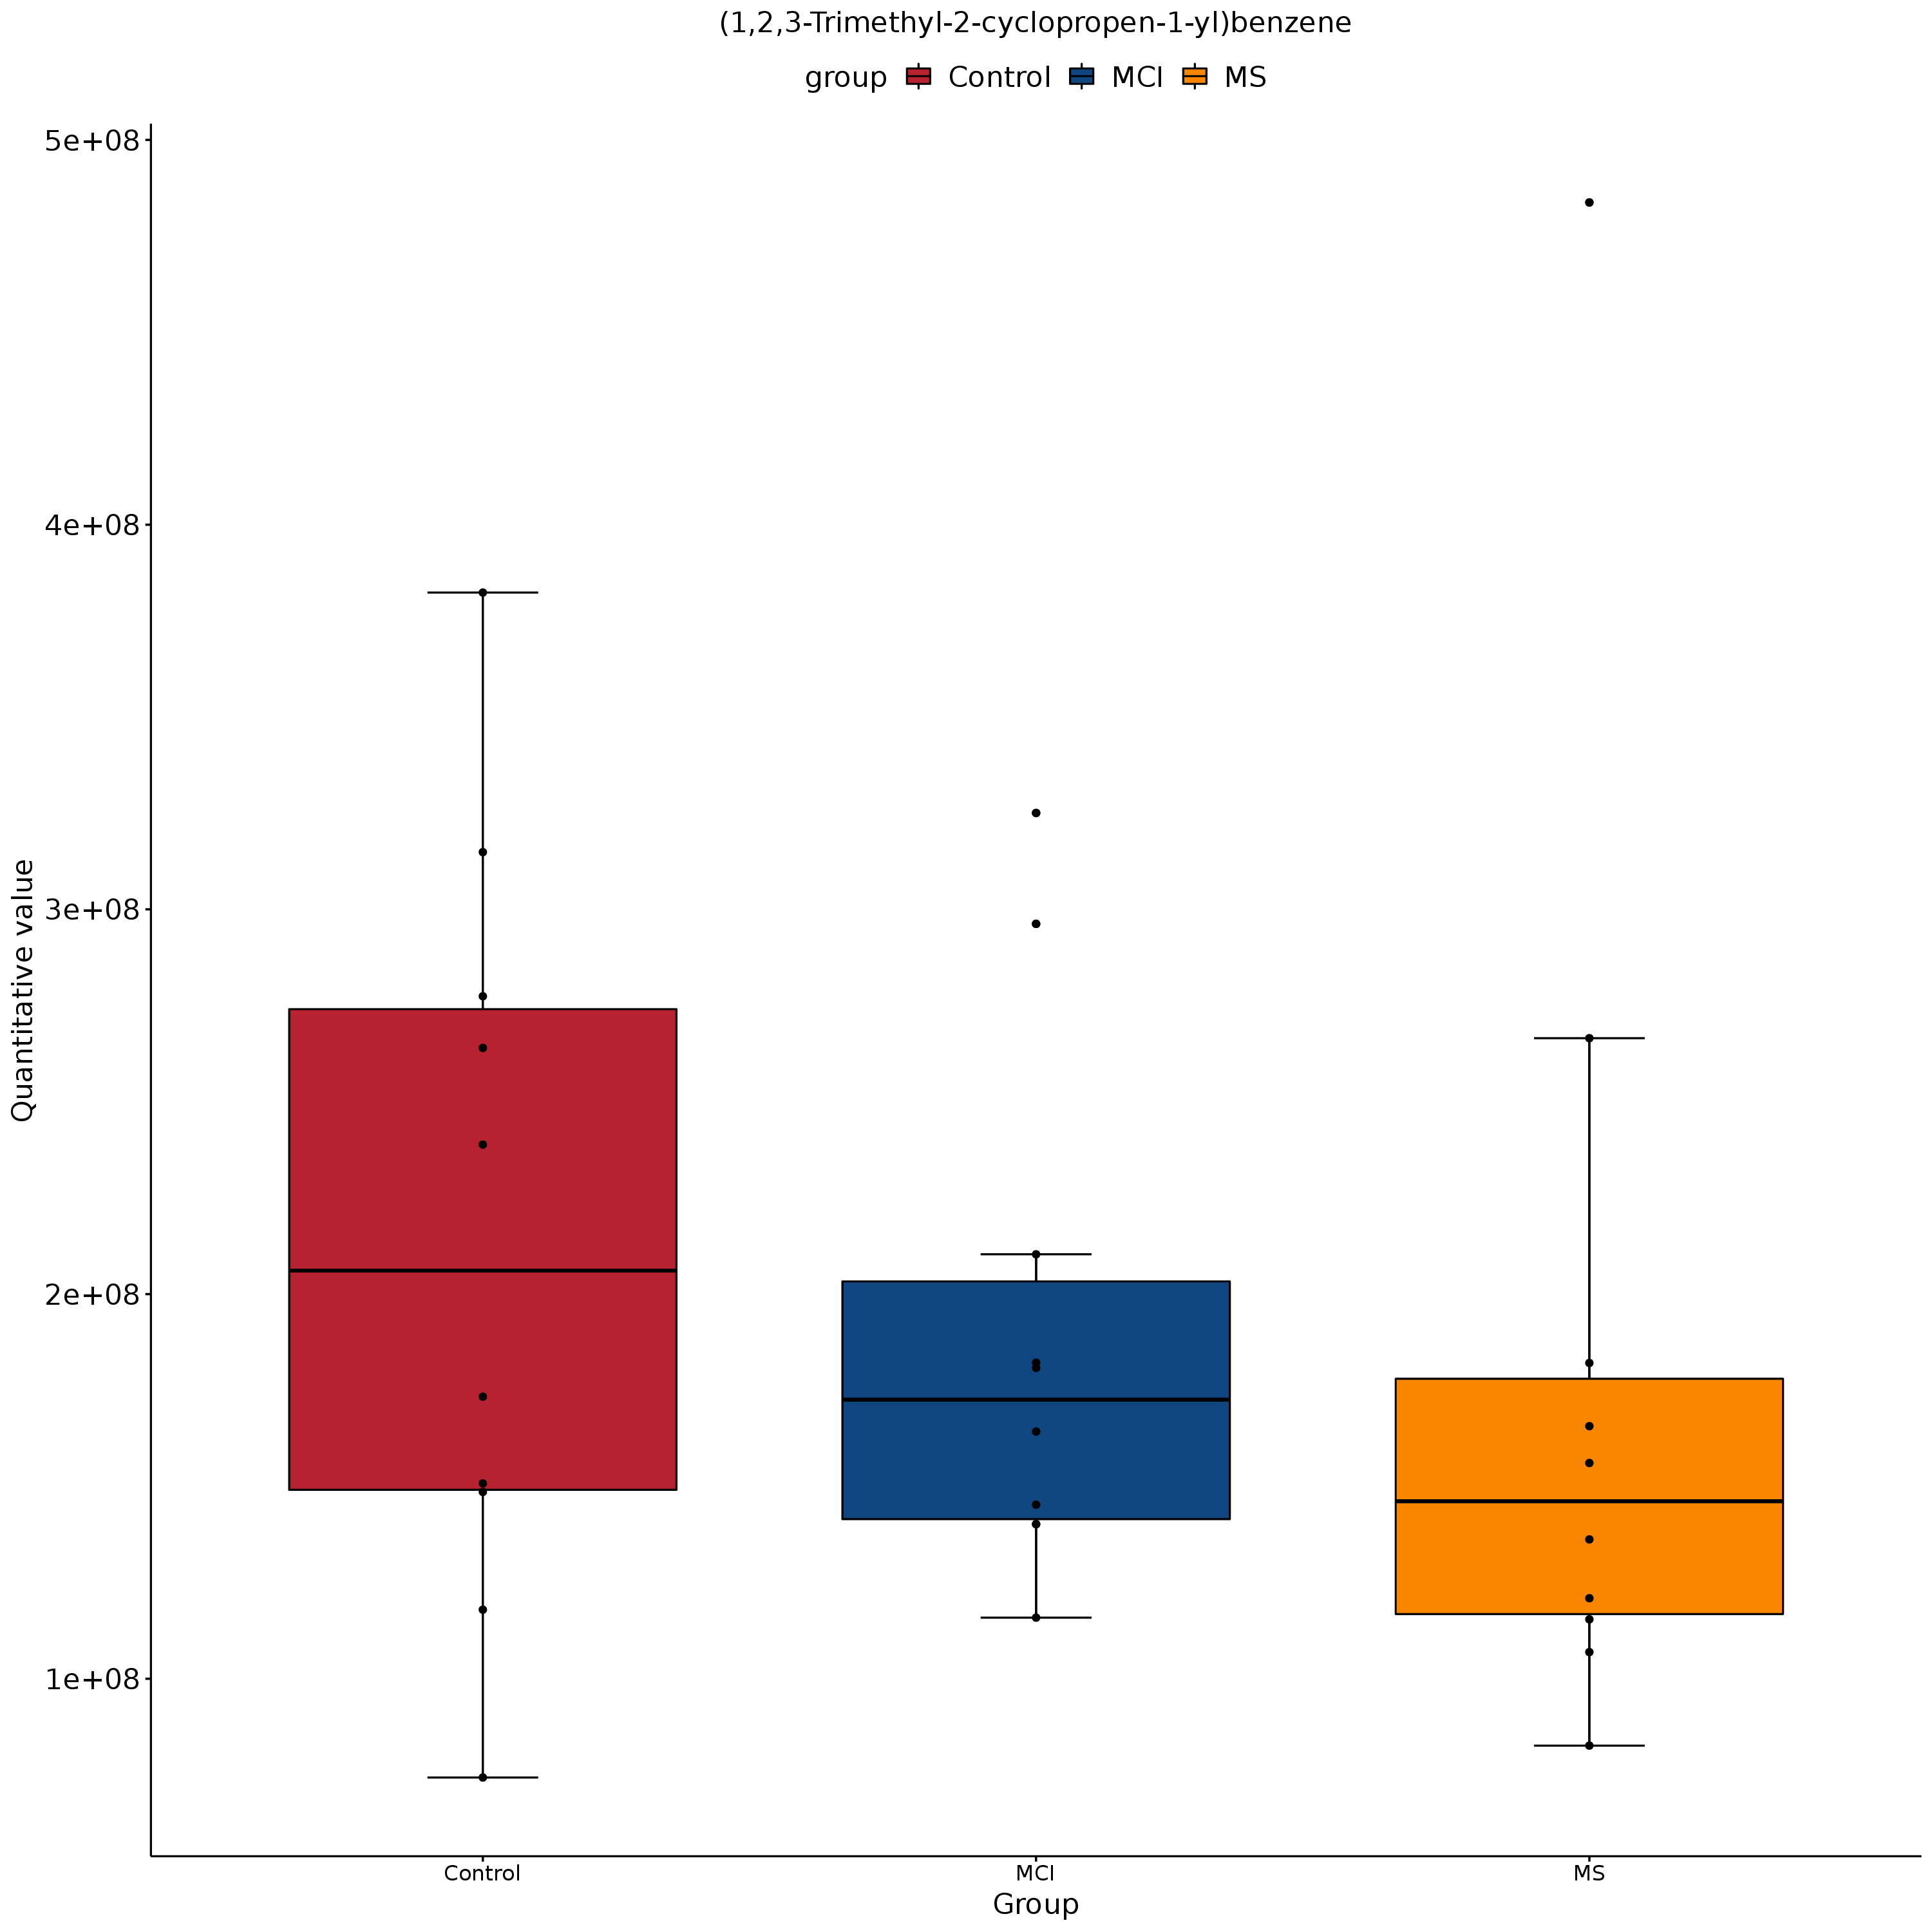 (1,2,3-Trimethyl-2-cyclopropen-1-yl)benzene
group Control MCI MS
5e+08
4e+08
3e+08
2e+08
1e+08
Quantitative value
Control MCI MS
Group